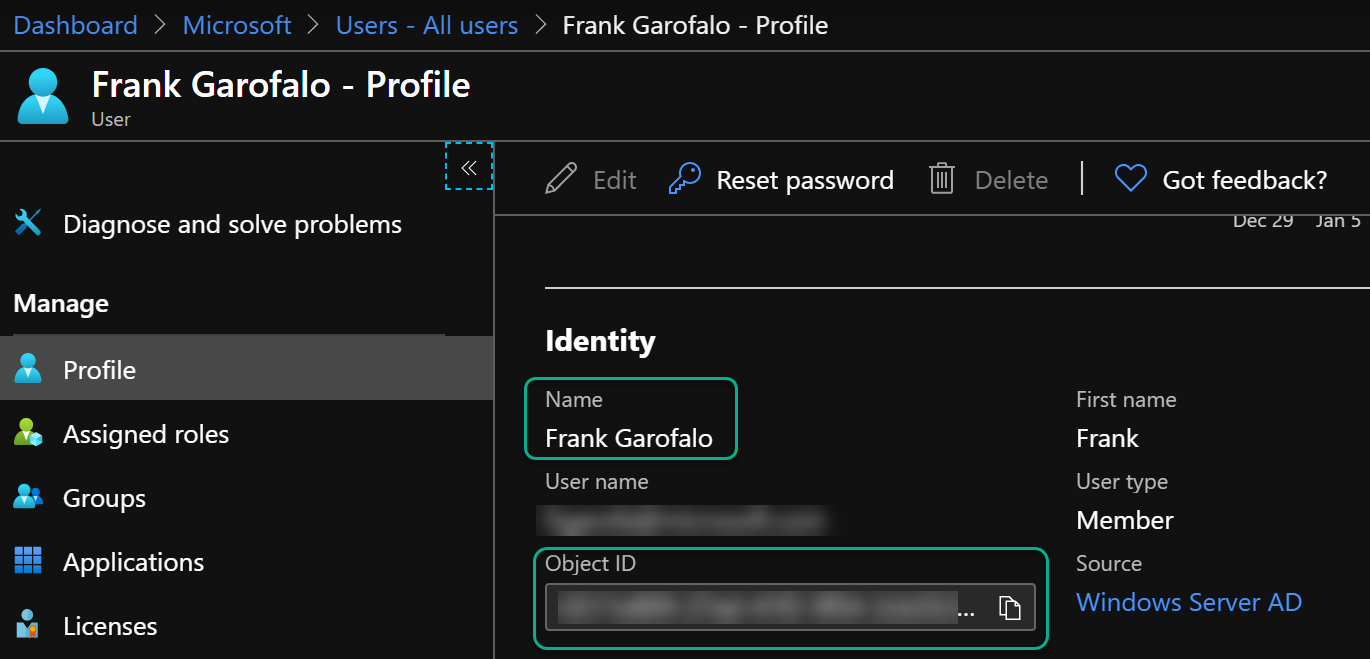 Dashboard > Microsoft > Users - All users > Frank Garofalo - Profile
Frank Garofalo - Profile
User
«
Diagnose and solve problems
Manage
Profile
Assigned roles
Groups
Applications
Licenses
Edit Reset password Delete | Got feedback?
Dec 29 Jan 5
Identity
Name
Frank Garofalo
First name
Frank
User name
User type
Member
Object ID
...
Source
Windows Server AD